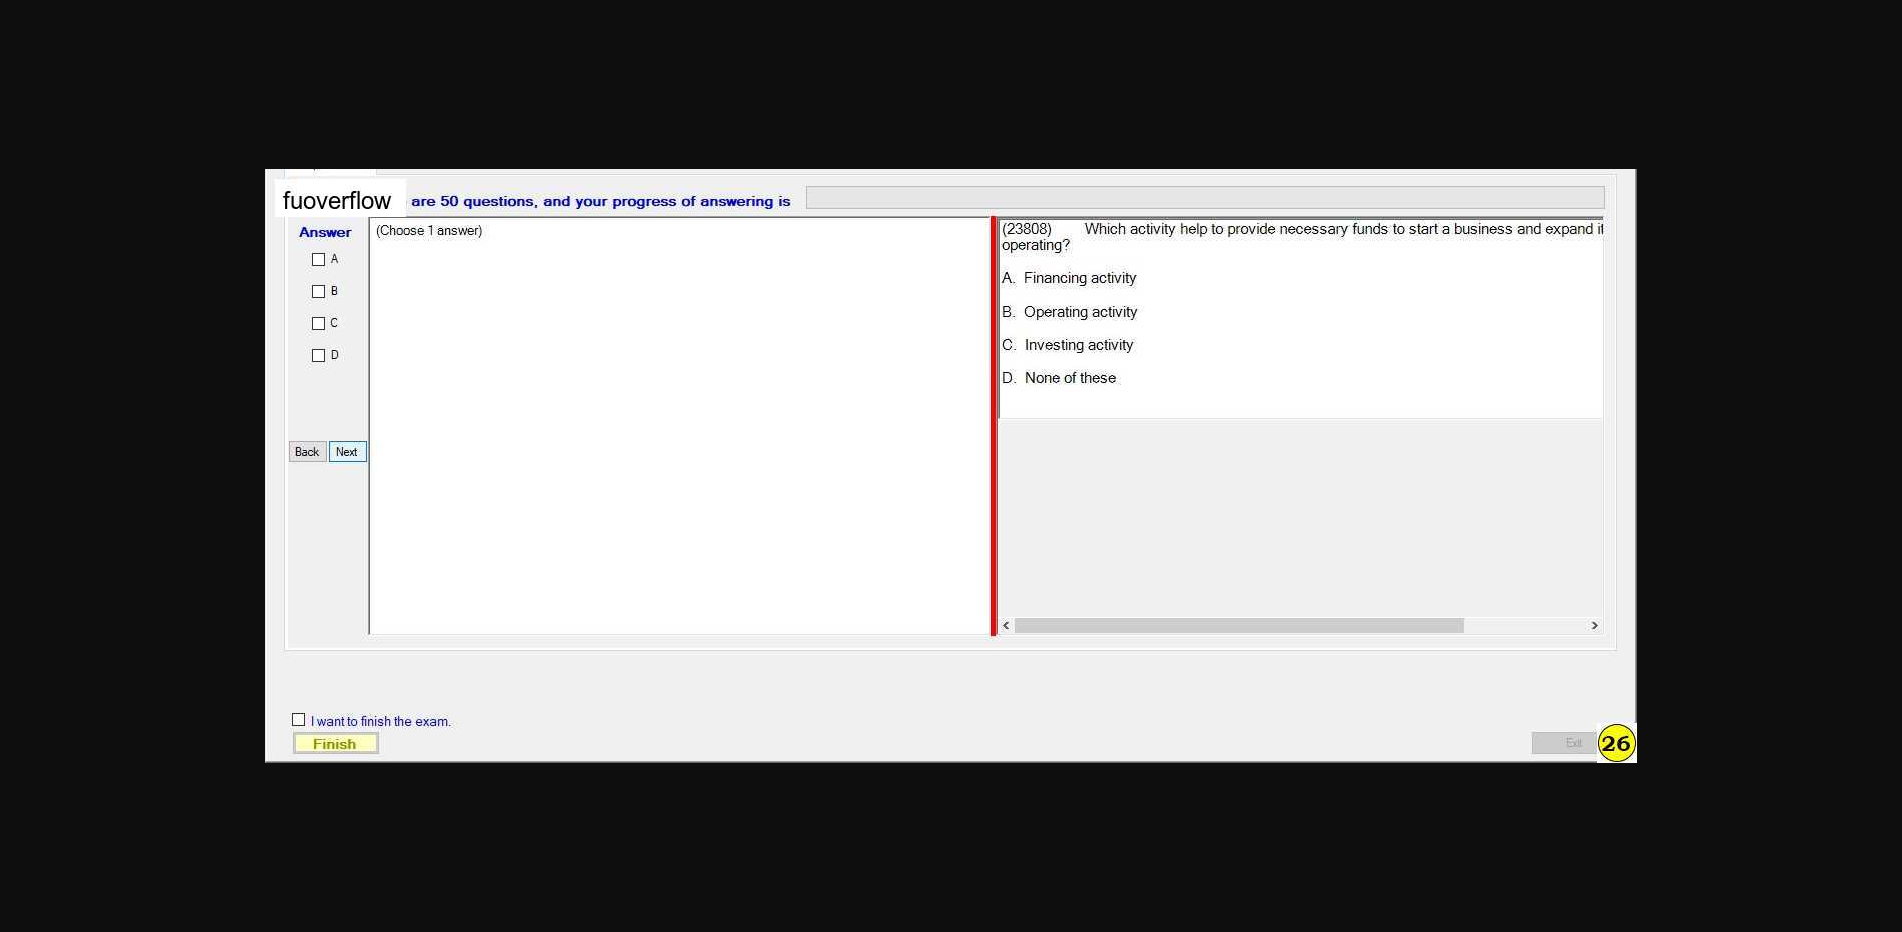 fuoverflow are 50 questions, and your progress of answering is
Answer
A
B
C
D
Back Next
(Choose 1 answer)
(23808) Which activity help to provide necessary funds to start a business and expand it
operating?
A. Financing activity
B. Operating activity
C. Investing activity
D. None of these
I want to finish the exam.
Finish
Exit
26